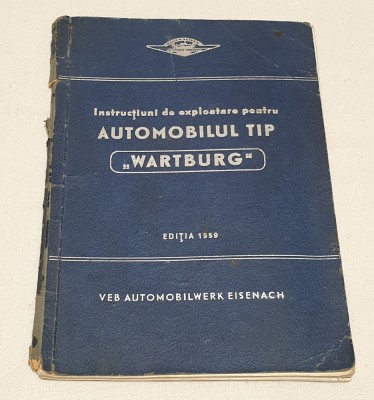 Instrucțiuni de exploatare pentru
AUTOMOBILUL TIP
„WARTBURG“
EDIȚIA 1959
VEB AUTOMOBILWERK EISENACH